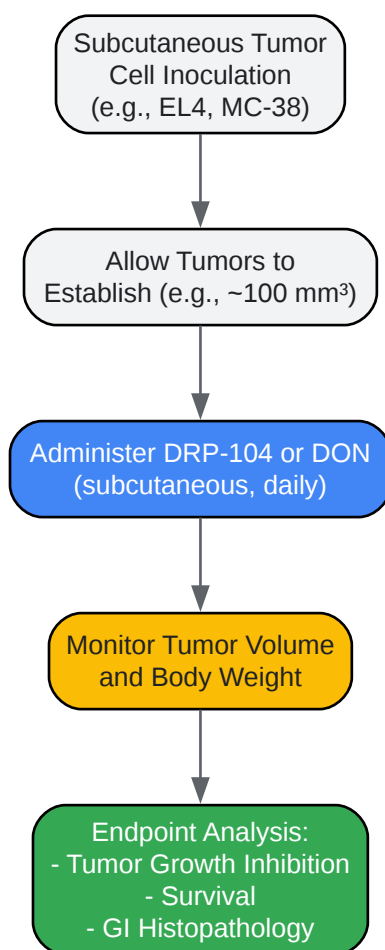 Subcutaneous Tumor
Cell Inoculation
(e.g., EL4, MC-38)
Allow Tumors to
Establish (e.g., ~100 mm³)
Administer DRP-104 or DON
(subcutaneous, daily)
Monitor Tumor Volume
and Body Weight
Endpoint Analysis:
- Tumor Growth Inhibition
- Survival
- GI Histopathology